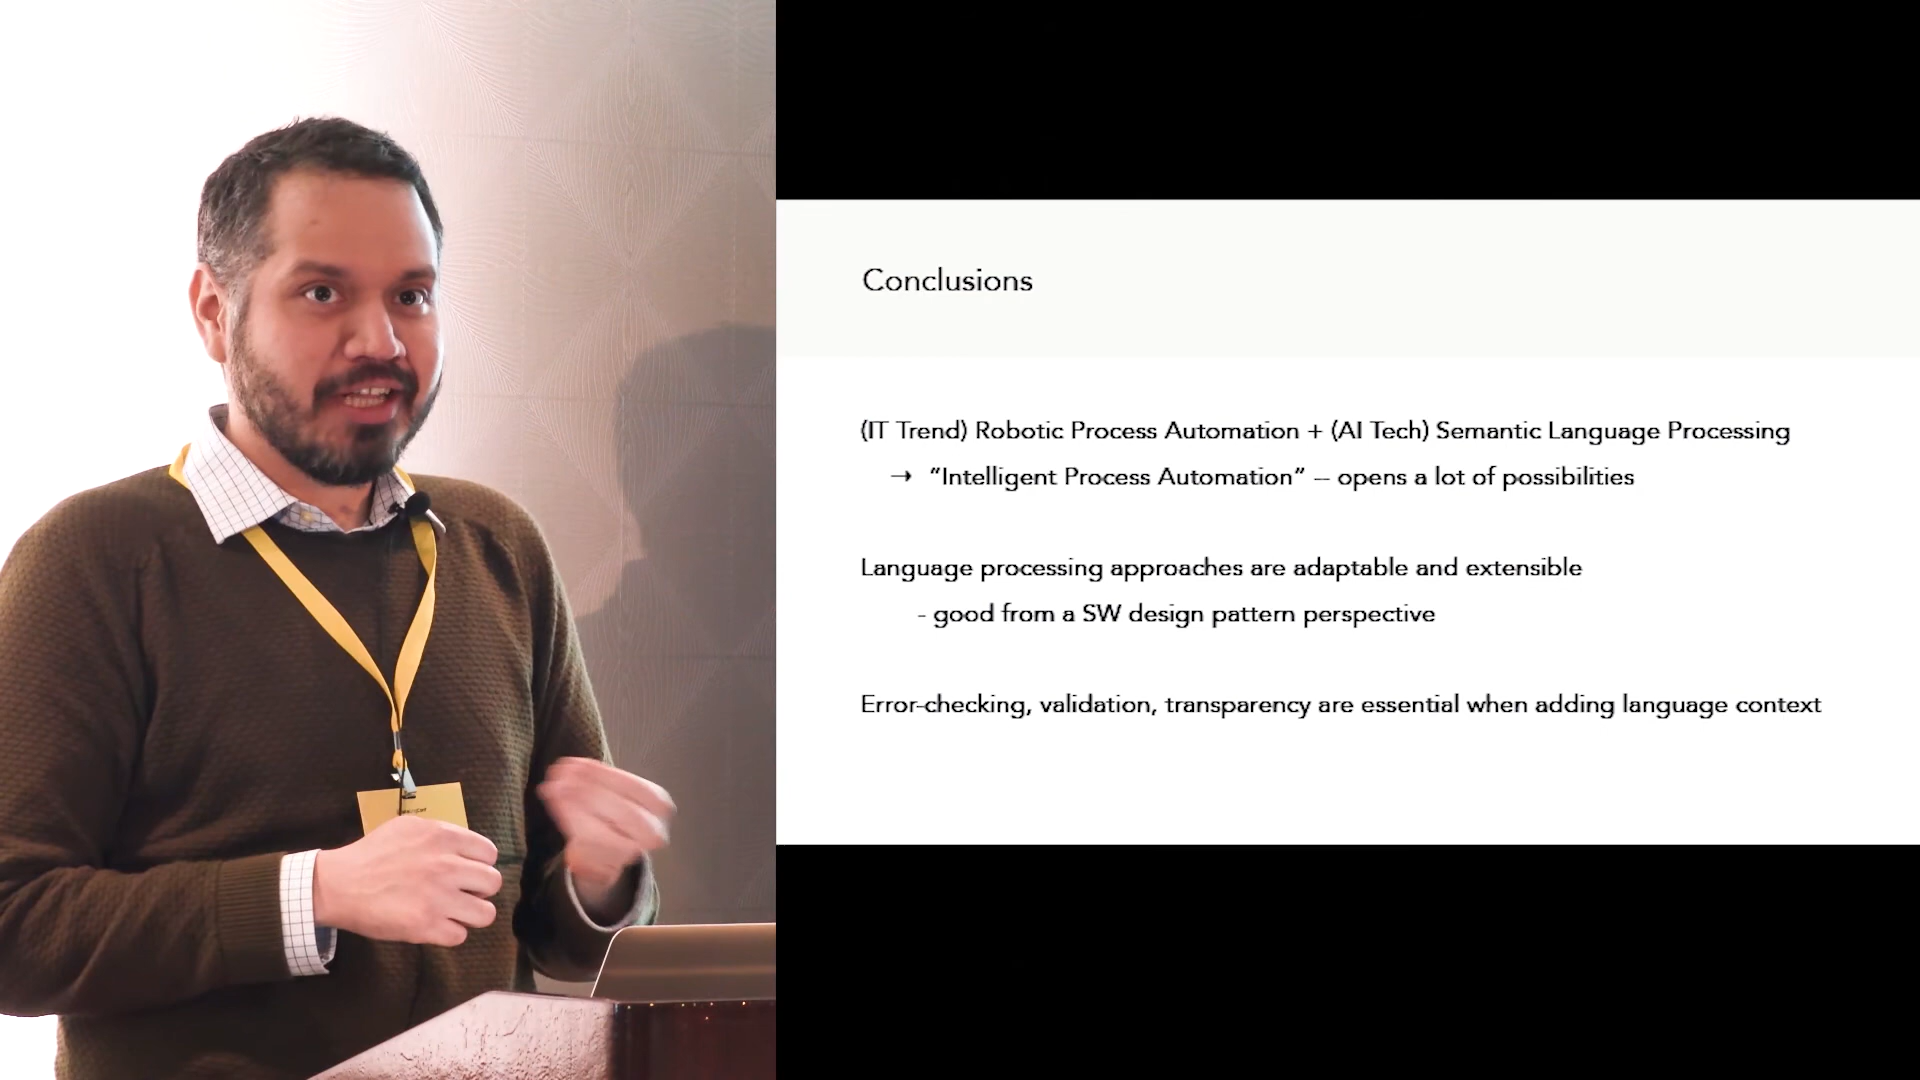 Conclusions
(IT Trend) Robotic Process Automation + (AI Tech) Semantic Language Processing
→ "Intelligent Process Automation" -- opens a lot of possibilities
Language processing approaches are adaptable and extensible
- good from a SW design pattern perspective
Error-checking, validation, transparency are essential when adding language context